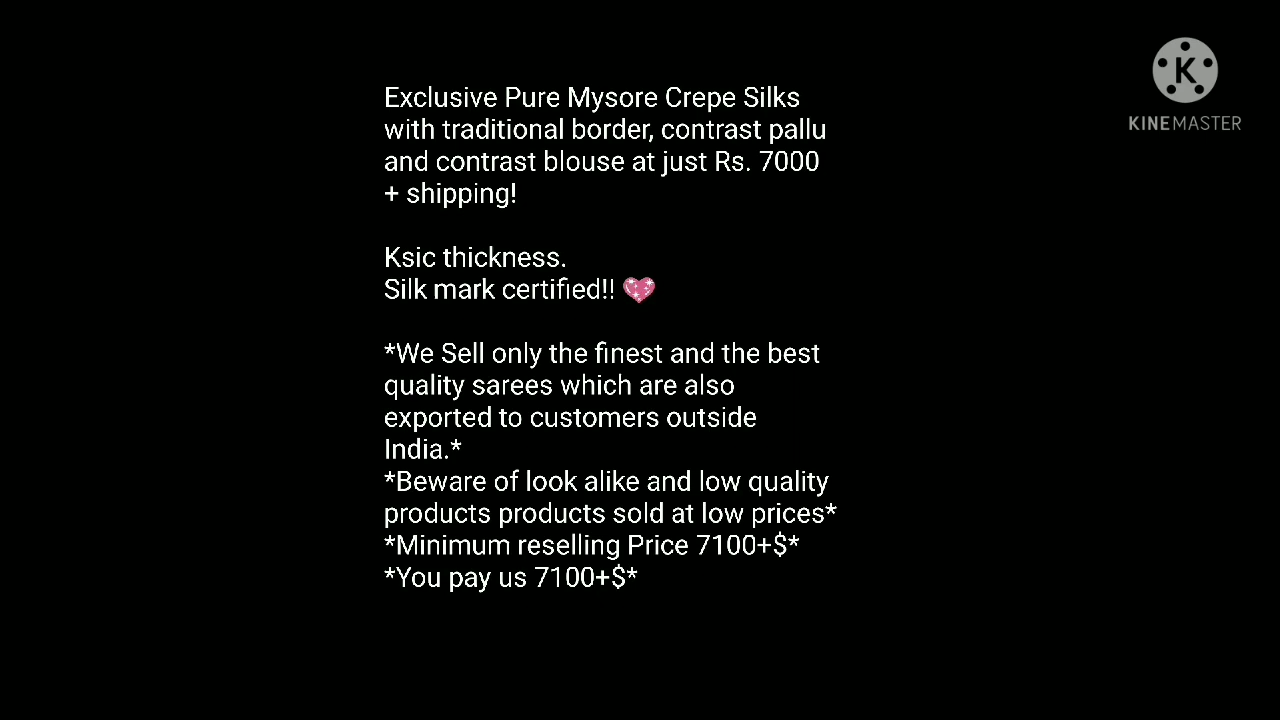 Exclusive Pure Mysore Crepe Silks
with traditional border, contrast pallu
and contrast blouse at just Rs. 7000
+ shipping!
Ksic thickness.
Silk mark certified!! 💖
*We Sell only the finest and the best
quality sarees which are also
exported to customers outside
India.*
*Beware of look alike and low quality
products products sold at low prices*
*Minimum reselling Price 7100+$*
*You pay us 7100+$*
K
KINEMASTER